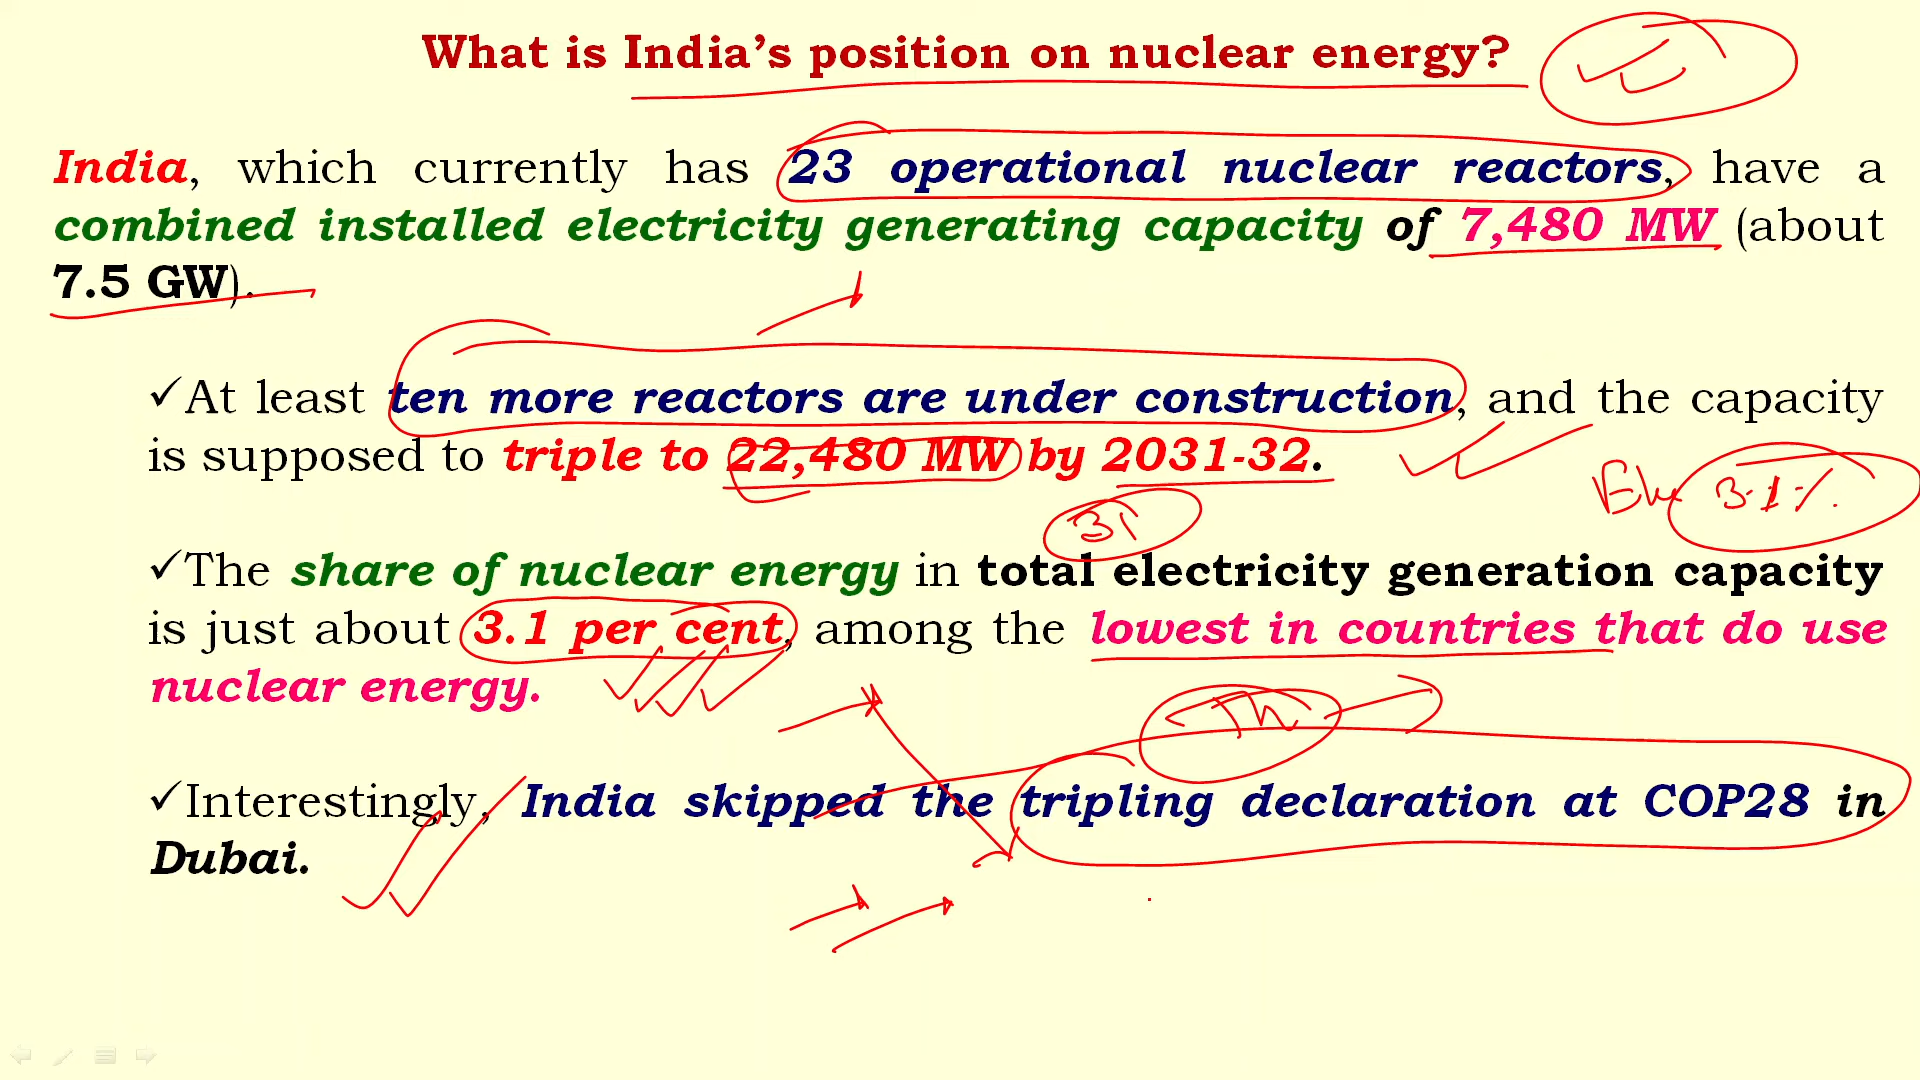 What is India's position on nuclear energy?
India, which currently has 23 operational nuclear reactors, have a
combined installed electricity generating capacity of 7,480 MW (about
7.5 GW).
✓At least ten more reactors are under construction, and the capacity
is supposed to triple to 22,480 MW by 2031-32.
3.1%
31
✓The share of nuclear energy in total electricity generation capacity
is just about 3.1 per cent, among the lowest in countries that do use
nuclear energy.
Th
✓Interestingly, India skipped the tripling declaration at COP28 in
Dubai.